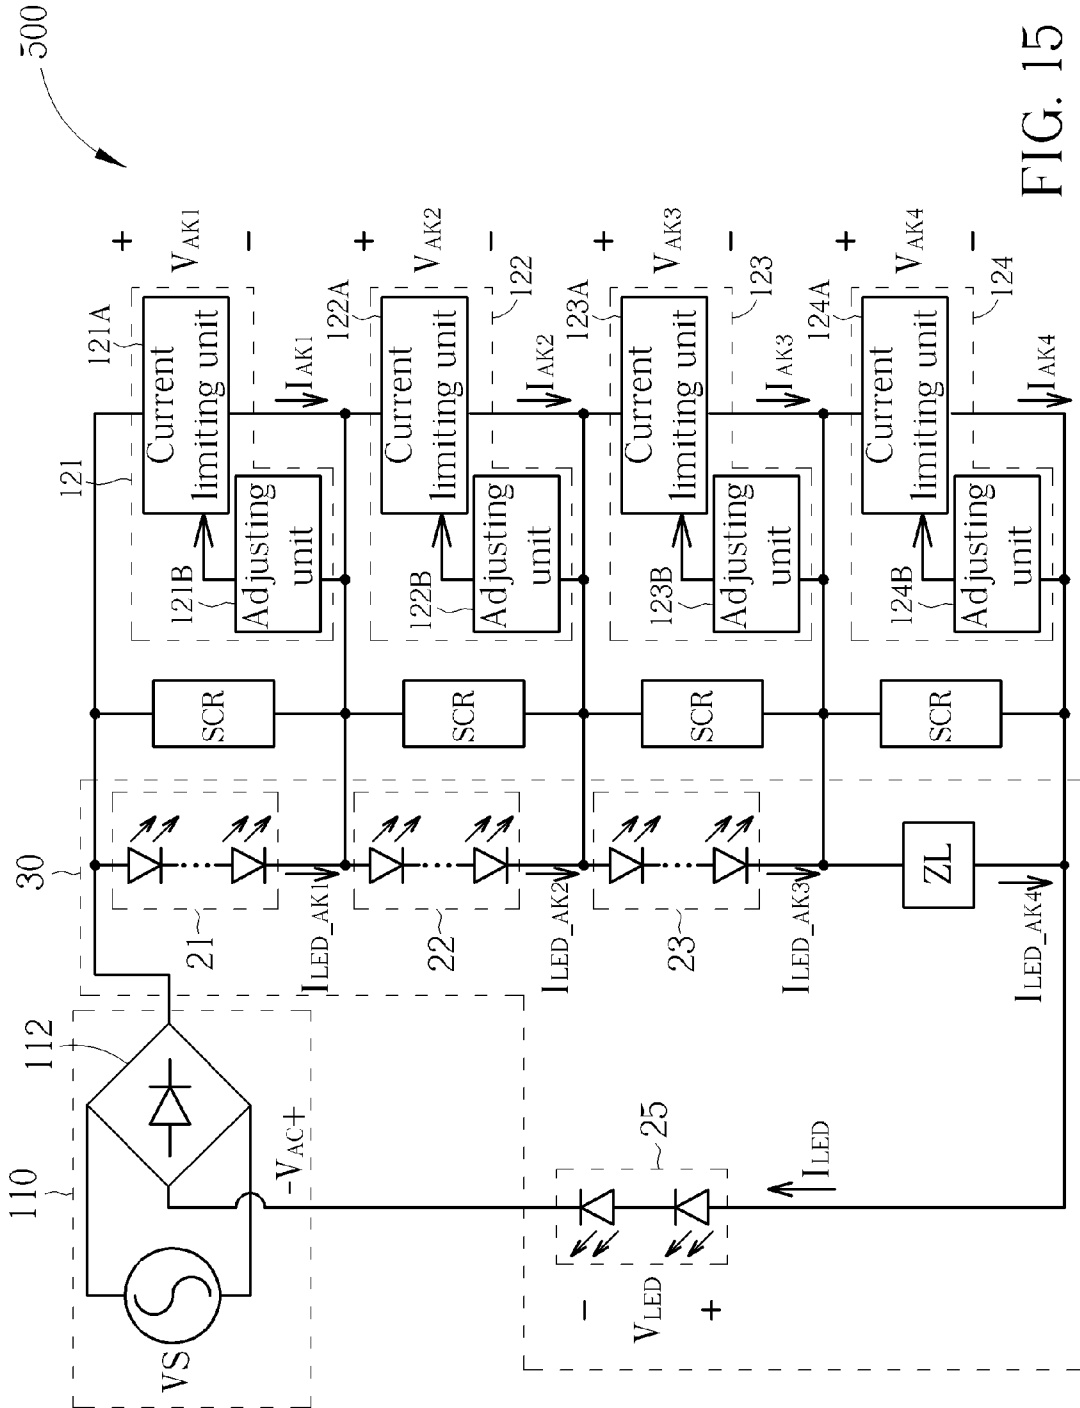 500
110
112
30
VS
-VAC+
21
22
23
ILED_AK1
ILED_AK2
ILED_AK3
ILED_AK4
ZL
25
ILED
-
VLED
+
SCR
SCR
SCR
SCR
121
121A
Current
limiting unit
121B
Adjusting
unit
+
VAK1
-
IAK1
122A
Current
limiting unit
122B
Adjusting
unit
122
+
VAK2
-
IAK2
123A
Current
limiting unit
123B
Adjusting
unit
123
+
VAK3
-
IAK3
124A
Current
limiting unit
124B
Adjusting
unit
124
+
VAK4
-
IAK4
FIG. 15